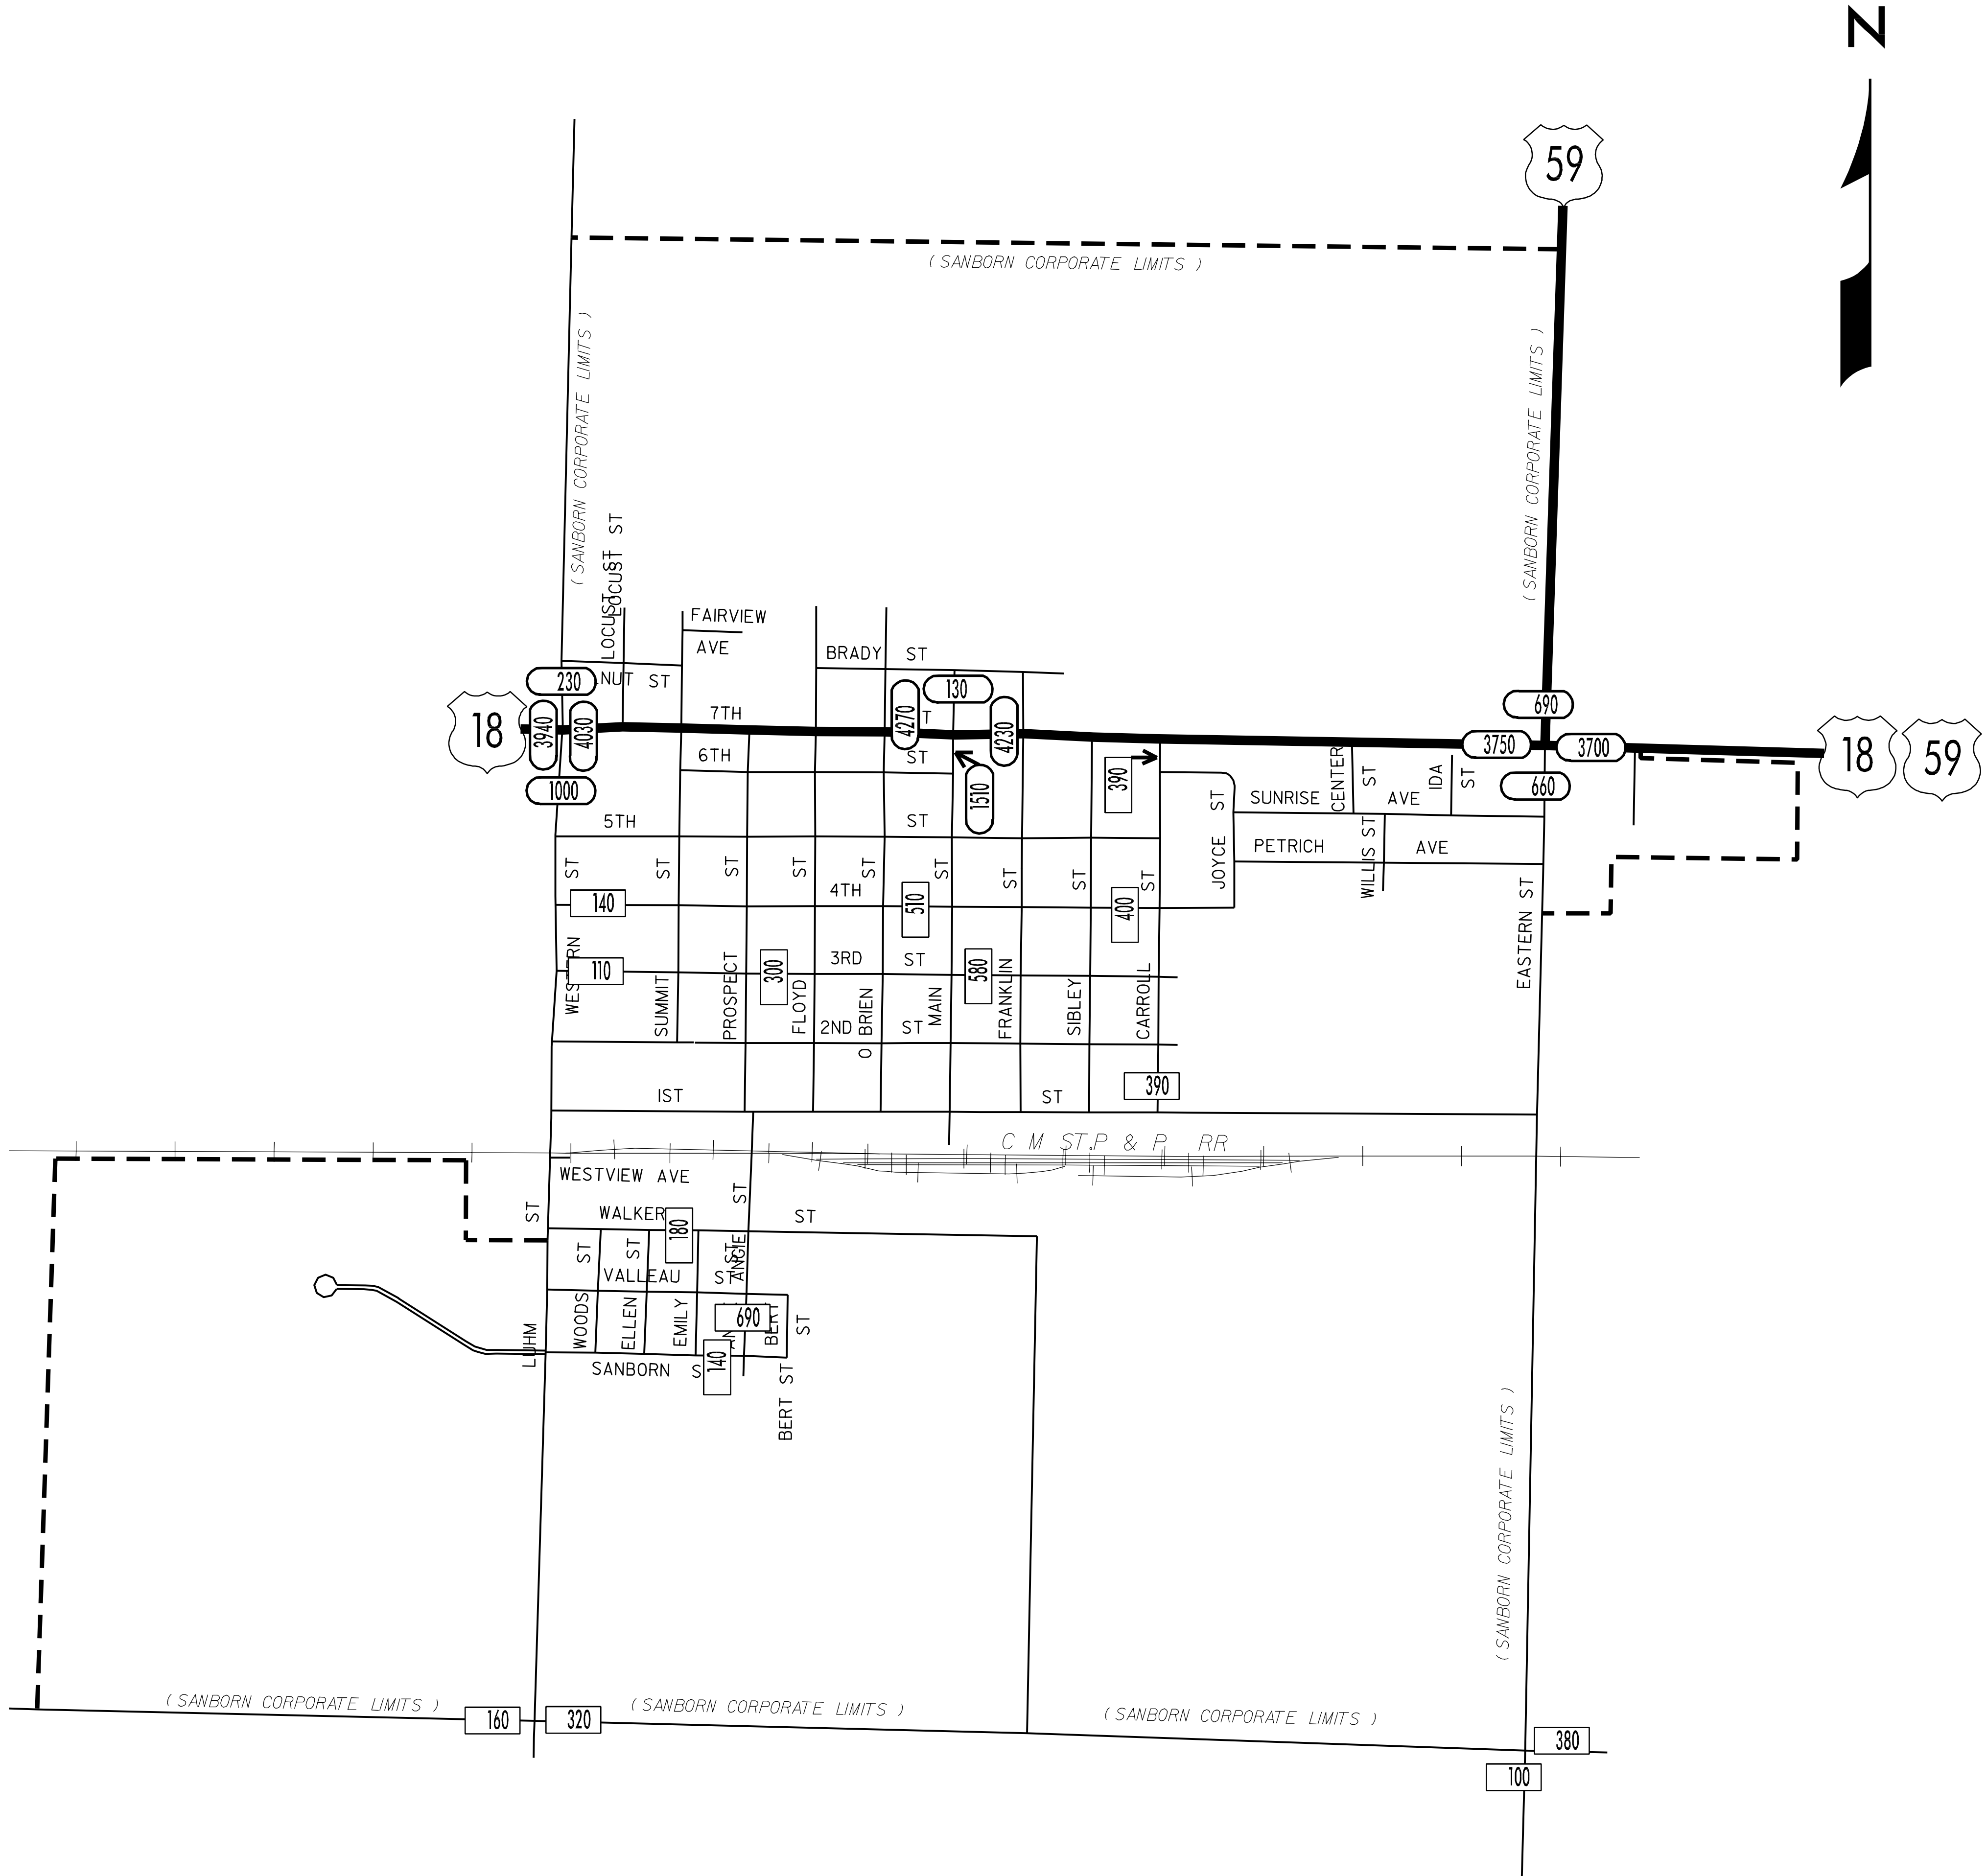 N
59
( SANBORN CORPORATE LIMITS )
( SANBORN CORPORATE LIMITS )
( SANBORN CORPORATE LIMITS )
LOCUST ST
LOCUST ST
FAIRVIEW
AVE
BRADY ST
NUT ST
230
130
690
18
3940
4030
7TH
4270
T
4230
3750
3700
18
59
6TH ST
1000
1510
390
CENTER ST
IDA ST
660
5TH ST
SUNRISE AVE
JOYCE ST
PETRICH AVE
WILLIS ST
EASTERN ST
4TH
140
510
400
3RD ST
110
300
580
ST
SUMMIT ST
PROSPECT ST
FLOYD ST
O BRIEN ST
MAIN ST
FRANKLIN ST
SIBLEY ST
CARROLL ST
2ND ST
390
1ST ST
C M ST.P & P RR
WESTVIEW AVE
WALKER ST
180
LUHM ST
WOODS ST
ELLEN ST
EMILY
ST
ANGIE ST
VALLEAU ST
690
BERT ST
SANBORN S
140
BERT ST
( SANBORN CORPORATE LIMITS )
( SANBORN CORPORATE LIMITS )
( SANBORN CORPORATE LIMITS )
( SANBORN CORPORATE LIMITS )
160
320
380
100